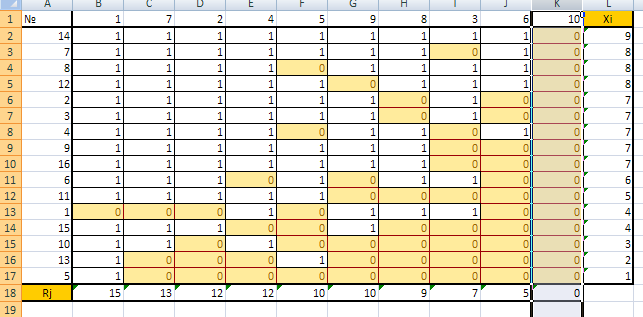 A B C D E F G H I J K L
1 № 1 7 2 4 5 9 8 3 6 10 Xi
2 14 1 1 1 1 1 1 1 1 1 0 9
3 7 1 1 1 1 1 1 1 0 1 0 8
4 8 1 1 1 1 0 1 1 1 1 0 8
5 12 1 1 1 1 1 0 1 1 1 0 8
6 2 1 1 1 1 1 1 0 1 0 0 7
7 3 1 1 1 1 1 1 0 1 0 0 7
8 4 1 1 1 1 0 1 1 0 1 0 7
9 9 1 1 1 1 1 1 1 0 0 0 7
10 16 1 1 1 1 1 1 1 0 0 0 7
11 6 1 1 1 0 1 0 1 1 0 0 6
12 11 1 1 1 1 1 0 0 0 0 0 5
13 1 0 0 0 1 0 1 1 1 0 0 4
14 15 1 1 1 0 0 1 0 0 0 0 4
15 10 1 1 0 1 0 0 0 0 0 0 3
16 13 1 0 0 0 1 0 0 0 0 0 2
17 5 1 0 0 0 0 0 0 0 0 0 1
18 Rj 15 13 12 12 10 10 9 7 5 0
19